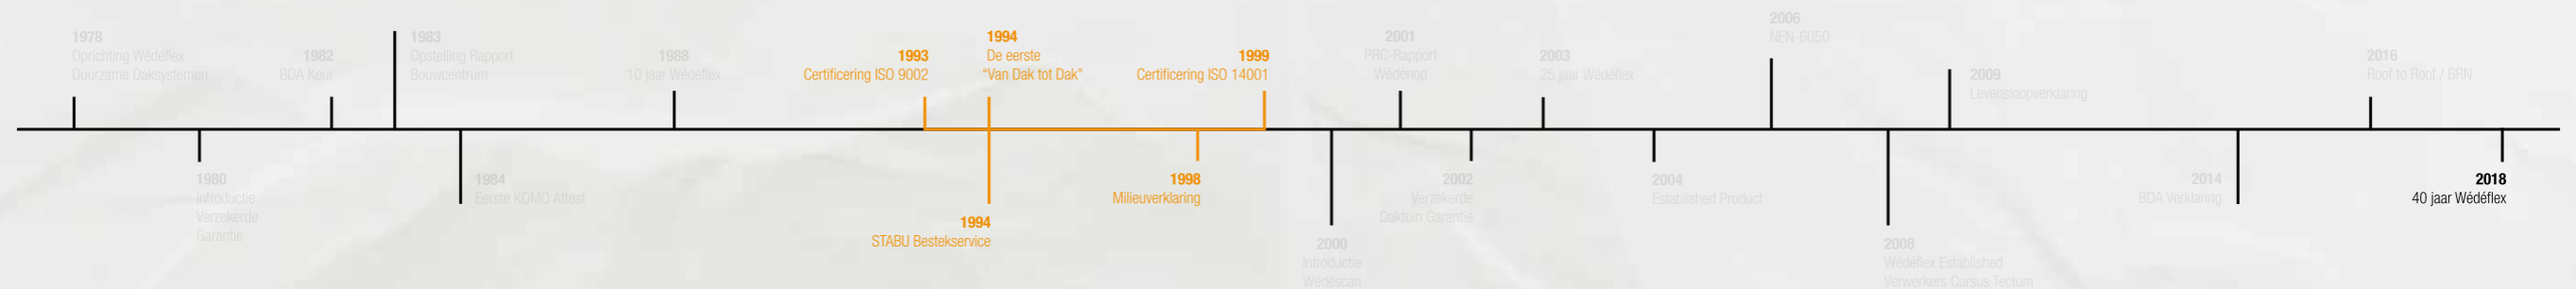 1978
Oprichting Wédéflex
Duurzame Daksystemen
1980
Introductie
Verzekerde
Garantie
1982
BDA Keur
1983
Opstelling Rapport
Bouwcentrum
1984
Eerste KOMO Attest
1988
10 jaar Wédéflex
1993
Certificering ISO 9002
1994
De eerste
“Van Dak tot Dak”
1994
STABU Bestekservice
1998
Milieuverklaring
1999
Certificering ISO 14001
2000
Introductie
Wédéscan
2001
PRC-Rapport
Wédénop
2002
Verzekerde
Daktuin Garantie
2003
25 jaar Wédéflex
2004
Established Product
2006
NEN-6050
2008
Wédéflex Established
Verwerkers Cursus Tectum
2009
Levensloopverklaring
2014
BDA Verklaring
2016
Roof to Roof / BRN
2018
40 jaar Wédéflex